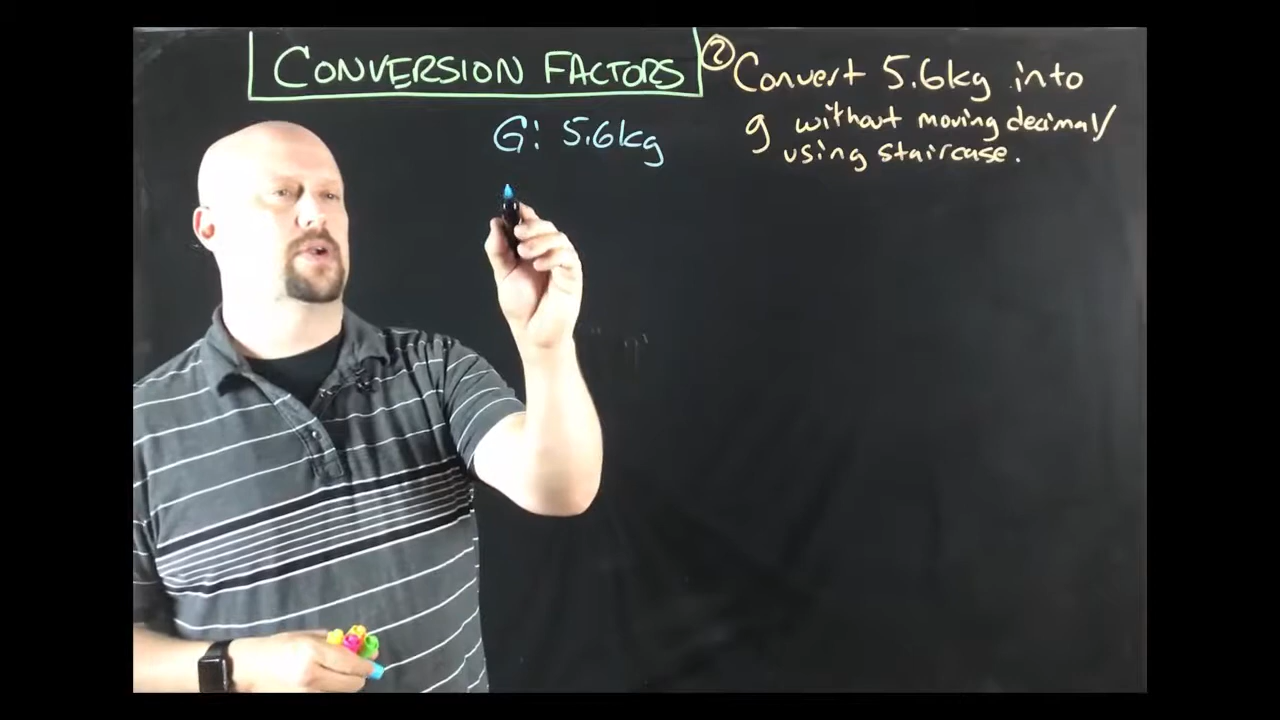 CONVERSION FACTORS
G: 5.6kg
② Convert 5.6kg into
g without moving decimal/
using staircase.